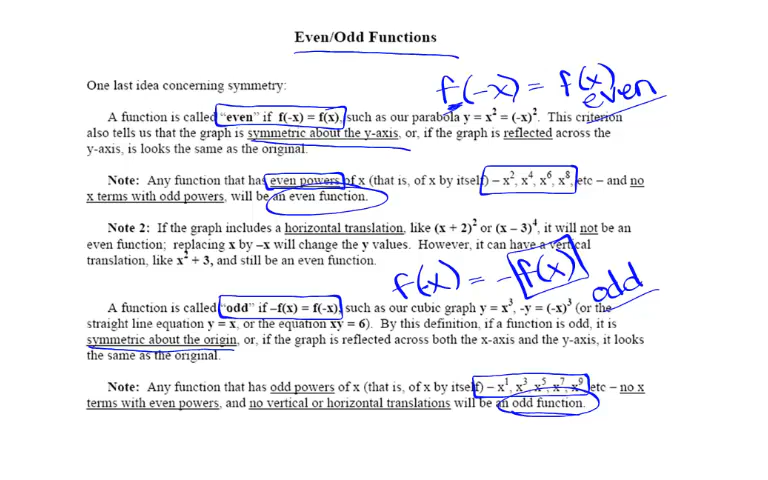 Even/Odd Functions
One last idea concerning symmetry:
f(-x) = f(x)
even
A function is called "even" if f(-x) = f(x), such as our parabola y = x² = (-x)². This criterion
also tells us that the graph is symmetric about the y-axis, or, if the graph is reflected across the
y-axis, is looks the same as the original.
Note: Any function that has even powers of x (that is, of x by itself) – x², x⁴, x⁶, x⁸, etc – and no
x terms with odd powers, will be an even function.
Note 2: If the graph includes a horizontal translation, like (x + 2)² or (x – 3)⁴, it will not be an
even function; replacing x by –x will change the y values. However, it can have a vertical
translation, like x² + 3, and still be an even function.
f(-x) = -f(x)
odd
A function is called "odd" if –f(x) = f(-x), such as our cubic graph y = x³, -y = (-x)³ (or the
straight line equation y = x, or the equation xy = 6). By this definition, if a function is odd, it is
symmetric about the origin, or, if the graph is reflected across both the x-axis and the y-axis, it looks
the same as the original.
Note: Any function that has odd powers of x (that is, of x by itself) – x¹, x³, x⁵, x⁷, x⁹ etc – no x
terms with even powers, and no vertical or horizontal translations will be an odd function.